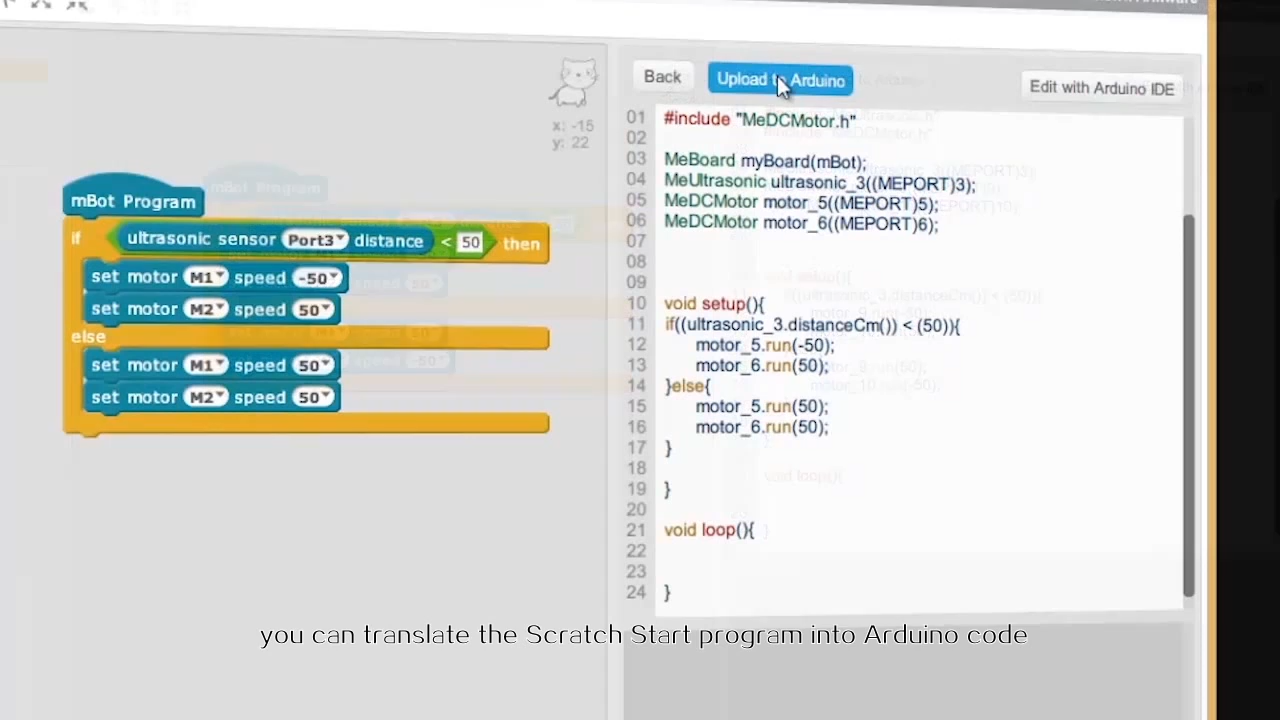 Back
Upload to Arduino
Edit with Arduino IDE
x: -15
y: 22
mBot Program
if ultrasonic sensor Port3 distance < 50 then
set motor M1 speed -50
set motor M2 speed 50
else
set motor M1 speed 50
set motor M2 speed 50
01 #include "MeDCMotor.h"
02
03 MeBoard myBoard(mBot);
04 MeUltrasonic ultrasonic_3((MEPORT)3);
05 MeDCMotor motor_5((MEPORT)5);
06 MeDCMotor motor_6((MEPORT)6);
07
08
09
10 void setup(){
11 if((ultrasonic_3.distanceCm()) < (50)){
12 motor_5.run(-50);
13 motor_6.run(50);
14 }else{
15 motor_5.run(50);
16 motor_6.run(50);
17 }
18
19 }
20
21 void loop(){
22
23
24 }
you can translate the Scratch Start program into Arduino code